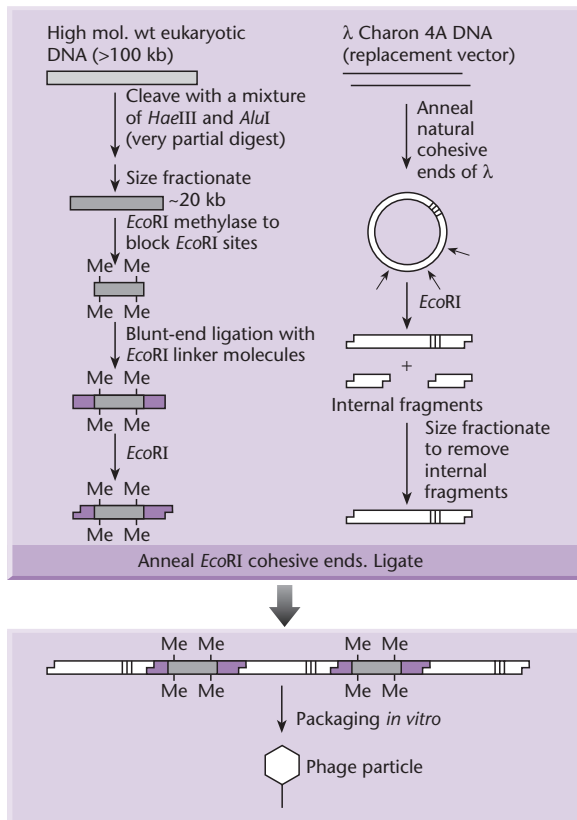 High mol. wt eukaryotic
DNA (>100 kb)
Cleave with a mixture
of HaeIII and AluI
(very partial digest)
Size fractionate
~20 kb
EcoRI methylase to
block EcoRI sites
Me Me
Me Me
Blunt-end ligation with
EcoRI linker molecules
Me Me
Me Me
EcoRI
Me Me
Me Me
λ Charon 4A DNA
(replacement vector)
Anneal
natural
cohesive
ends of λ
EcoRI
+
Internal fragments
Size fractionate
to remove
internal
fragments
Anneal EcoRI cohesive ends. Ligate
Me Me Me Me
Me Me Me Me
Packaging in vitro
Phage particle